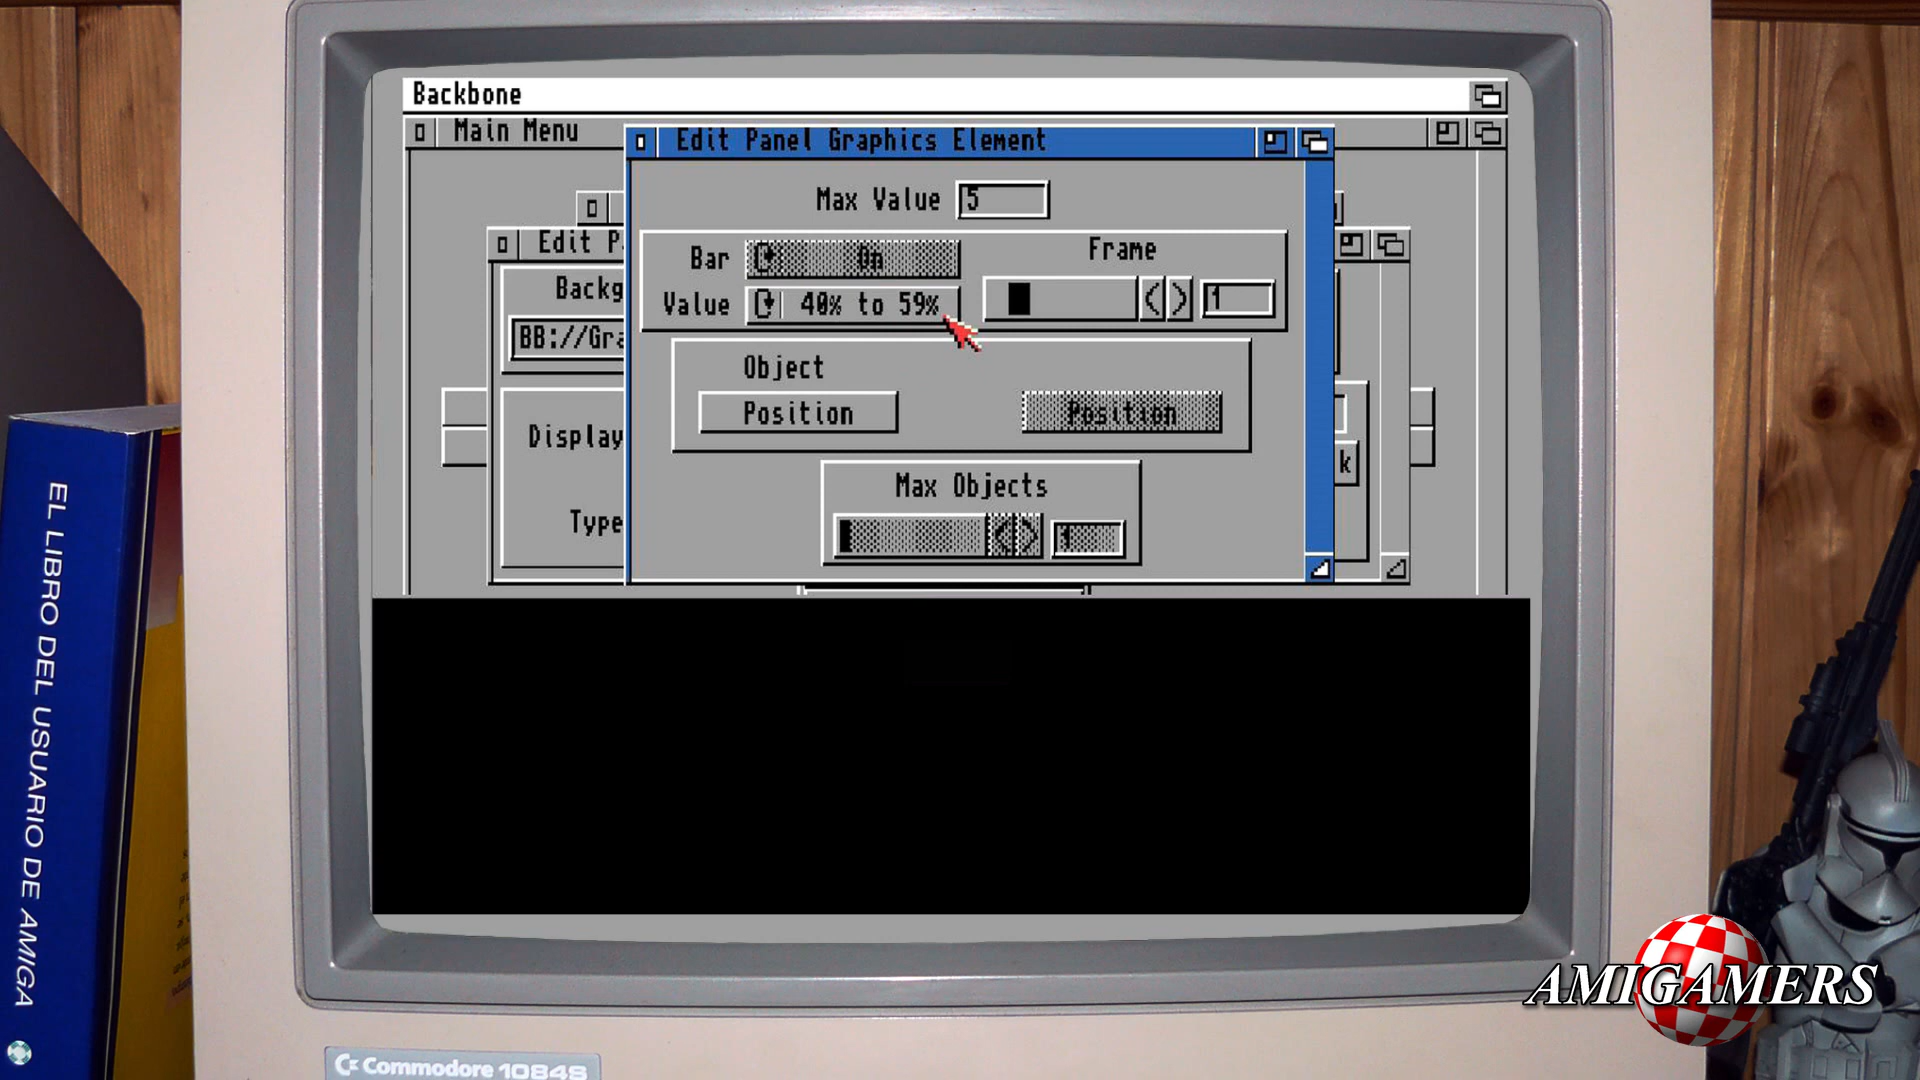 Backbone
Main Menu
Edit Panel Graphics Element
Max Value 5
Edit P
Bar On
Frame
Backg
Value 40% to 59%
1
BB://Gra
Object
Position
Position
Display
k
Max Objects
Type
1
EL LIBRO DEL USUARIO DE AMIGA
AMIGAMERS
Commodore 1084S